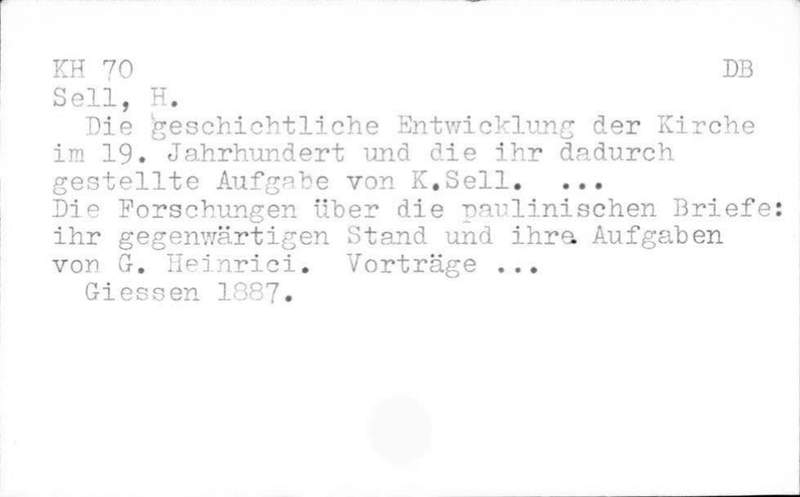 KH 70 DB
Sell, H.
Die geschichtliche Entwicklung der Kirche
im 19. Jahrhundert und die ihr dadurch
gestellte Aufgabe von K.Sell. ...
Die Forschungen über die paulinischen Briefe:
ihr gegenwärtigen Stand und ihre Aufgaben
von G. Heinrici. Vorträge ...
Giessen 1887.